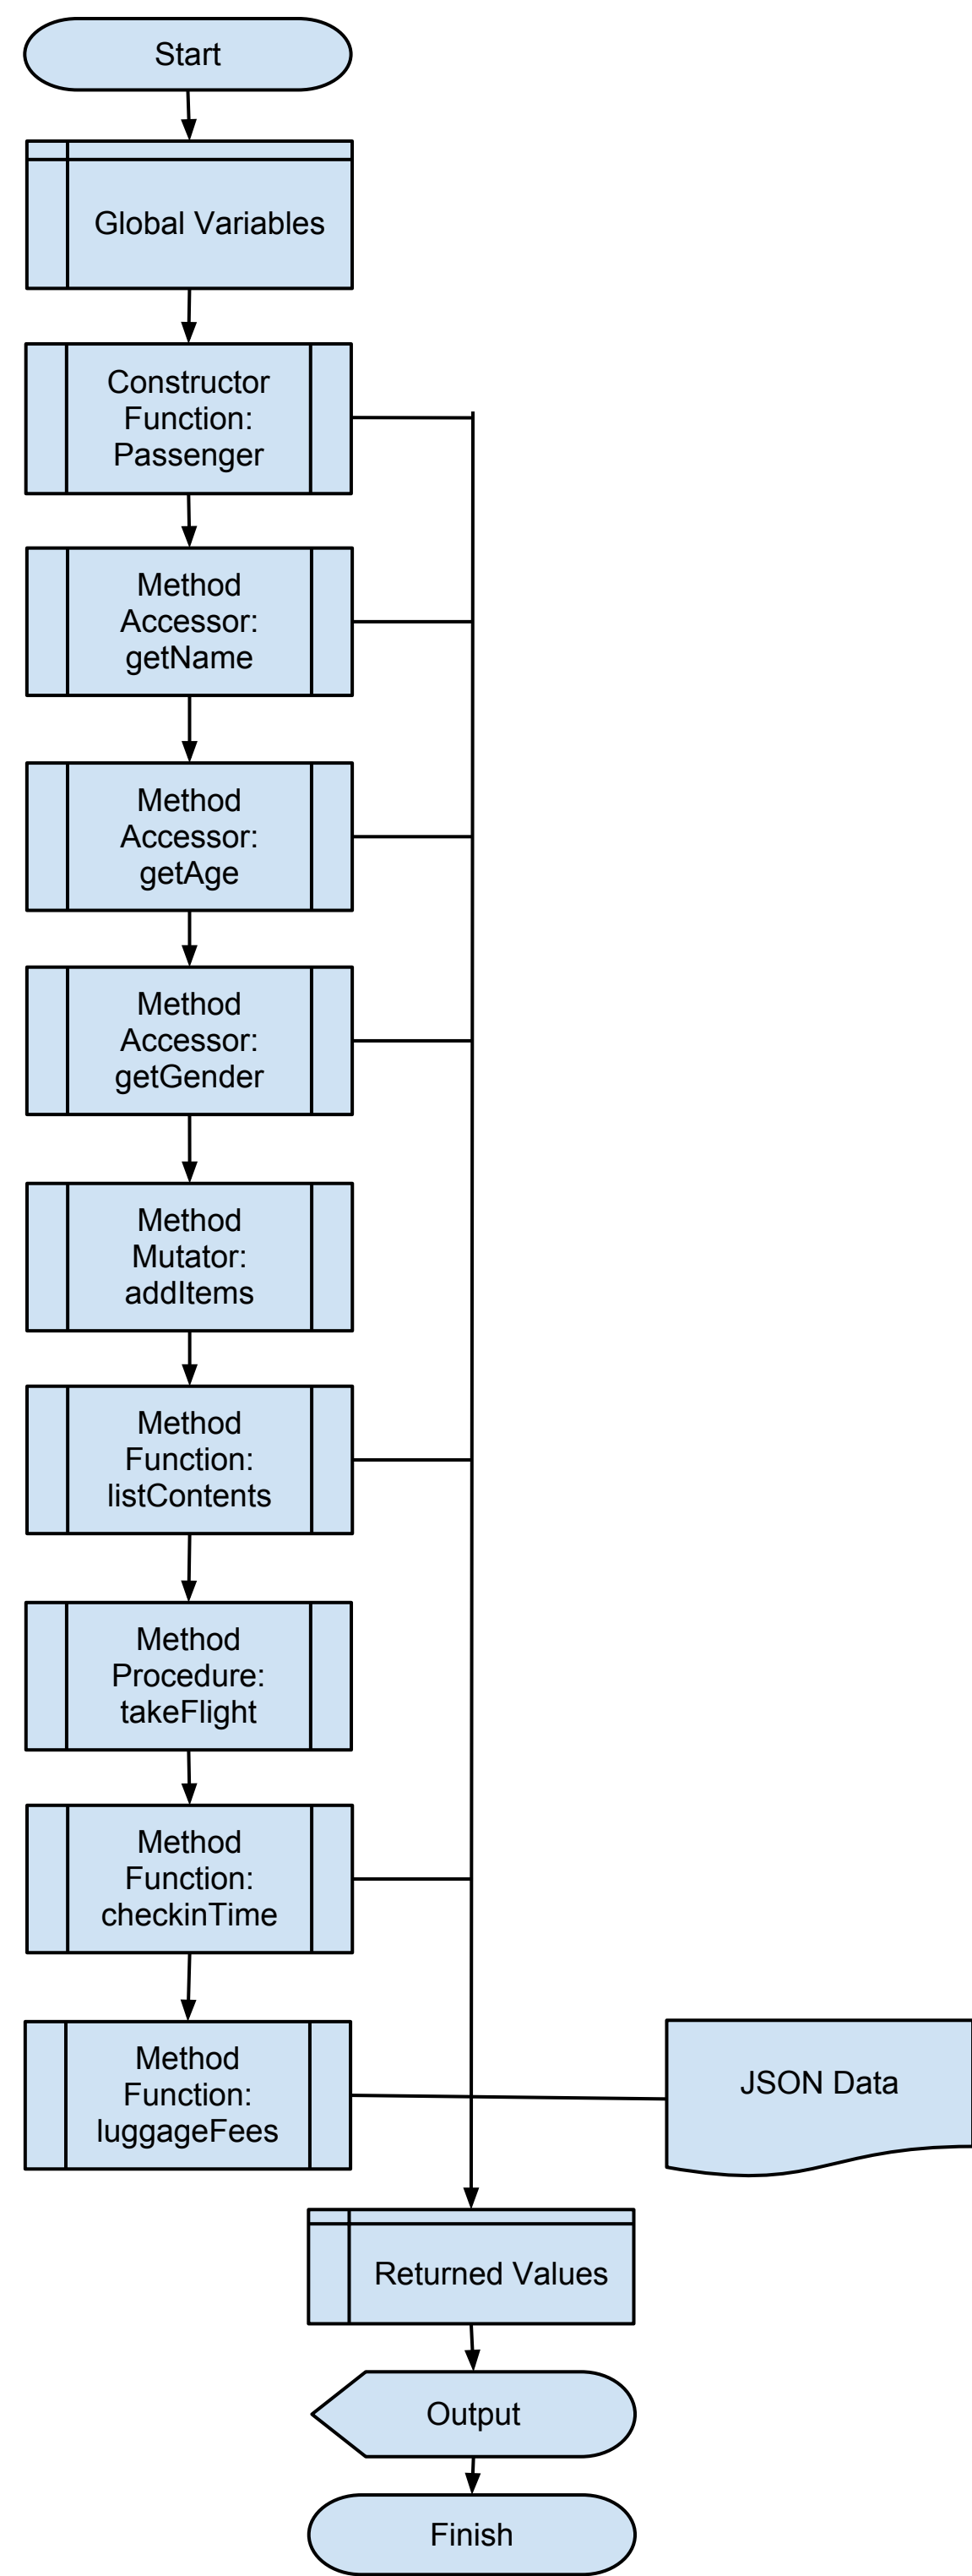 Start
Global Variables
Constructor
Function:
Passenger
Method
Accessor:
getName
Method
Accessor:
getAge
Method
Accessor:
getGender
Method
Mutator:
addItems
Method
Function:
listContents
Method
Procedure:
takeFlight
Method
Function:
checkinTime
Method
Function:
luggageFees
JSON Data
Returned Values
Output
Finish